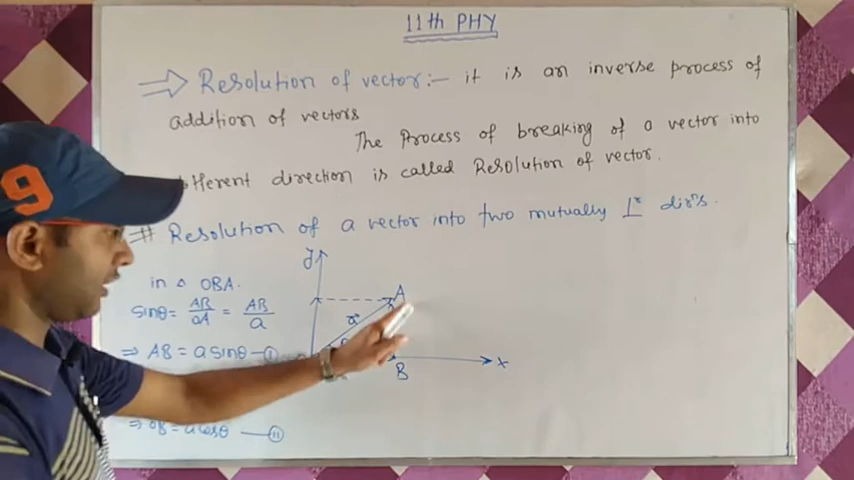 11th PHY
⇒ Resolution of vector:— it is an inverse process of
addition of vectors
The Process of breaking of a vector into
different direction is called Resolution of vector.
# Resolution of a vector into two mutually ⊥r dirns.
y
in △ OBA.
A
sinθ = AB/OA = AB/a
a
⇒ AB = a sinθ —(I)
x
B
⇒ OB = a cosθ —(II)